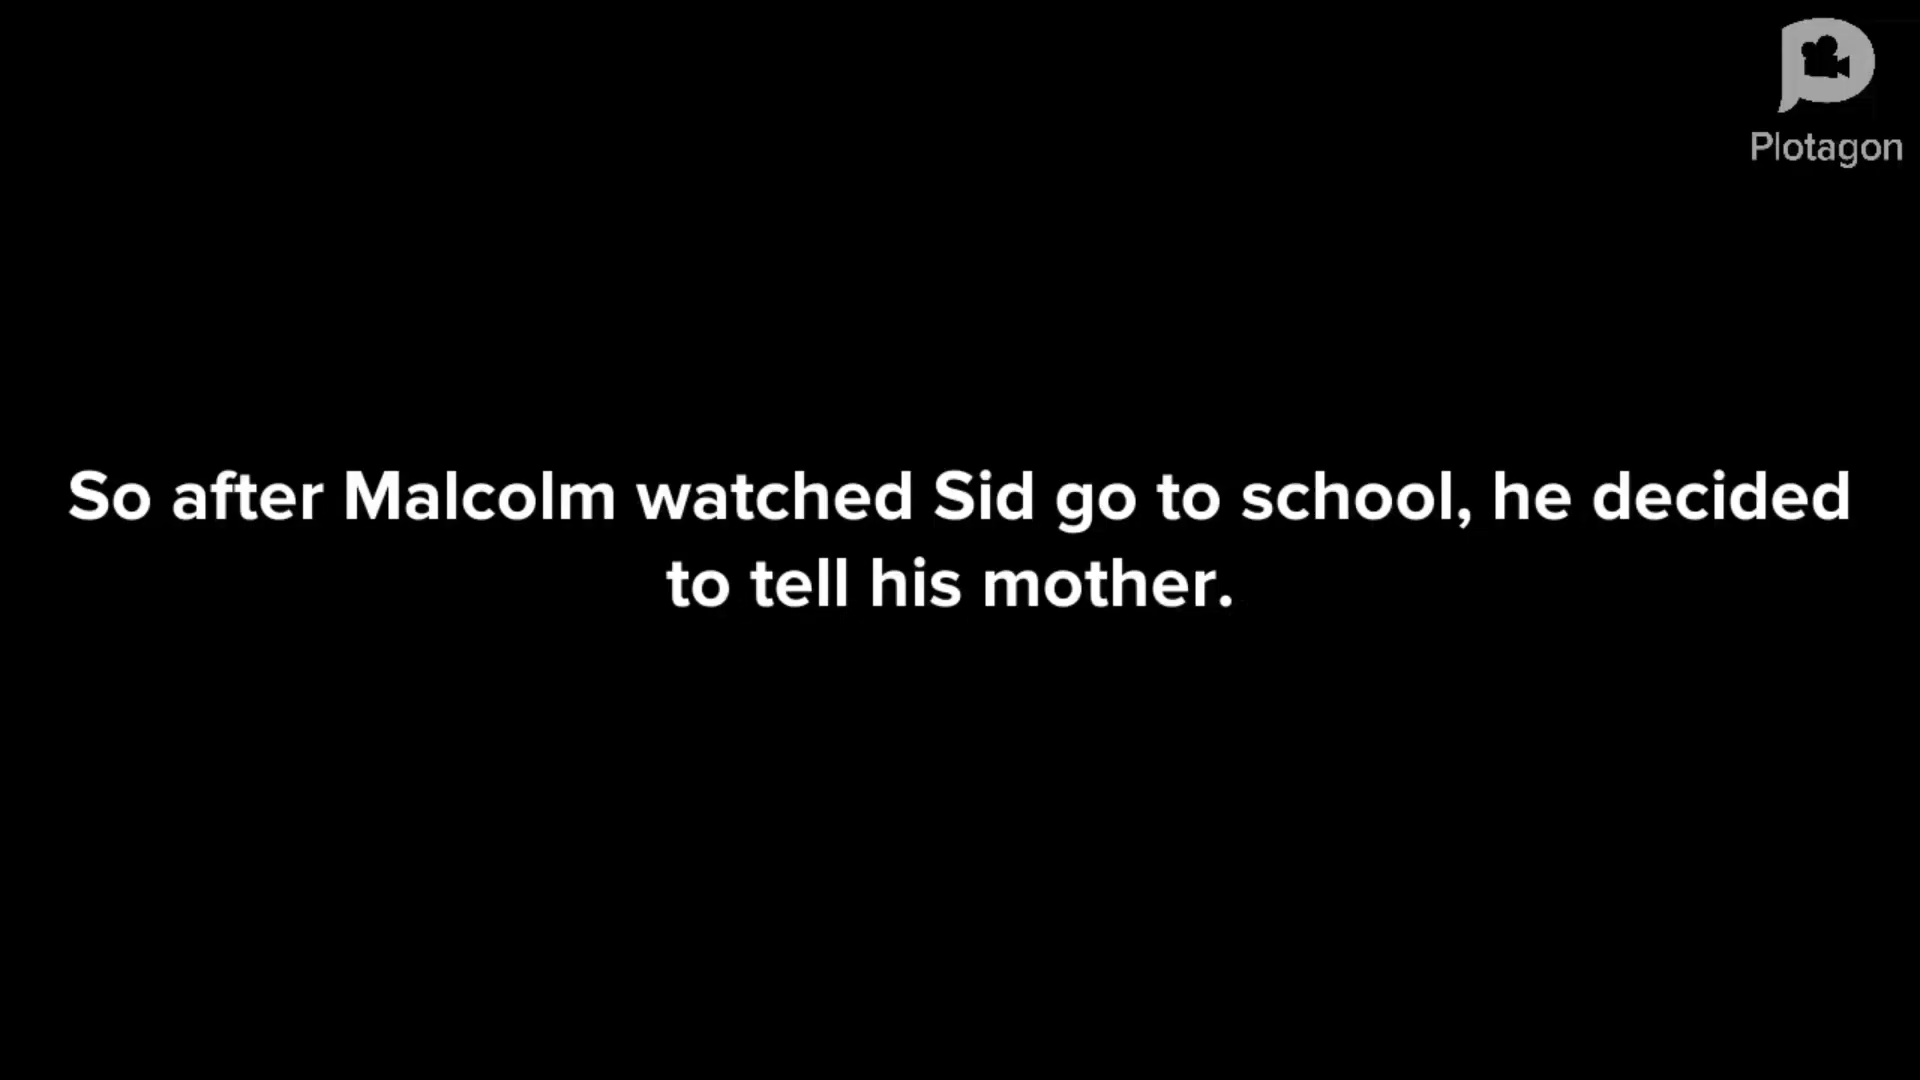 Plotagon
So after Malcolm watched Sid go to school, he decided
to tell his mother.